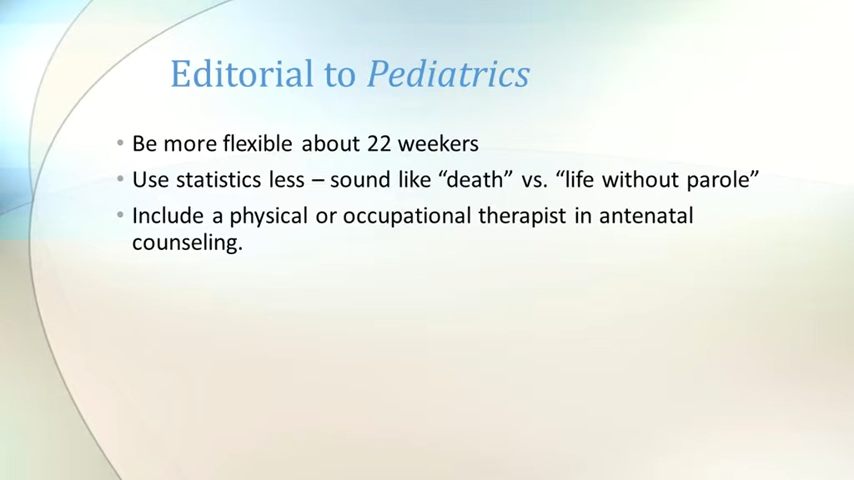 Editorial to Pediatrics
• Be more flexible about 22 weekers
• Use statistics less – sound like “death” vs. “life without parole”
• Include a physical or occupational therapist in antenatal
counseling.